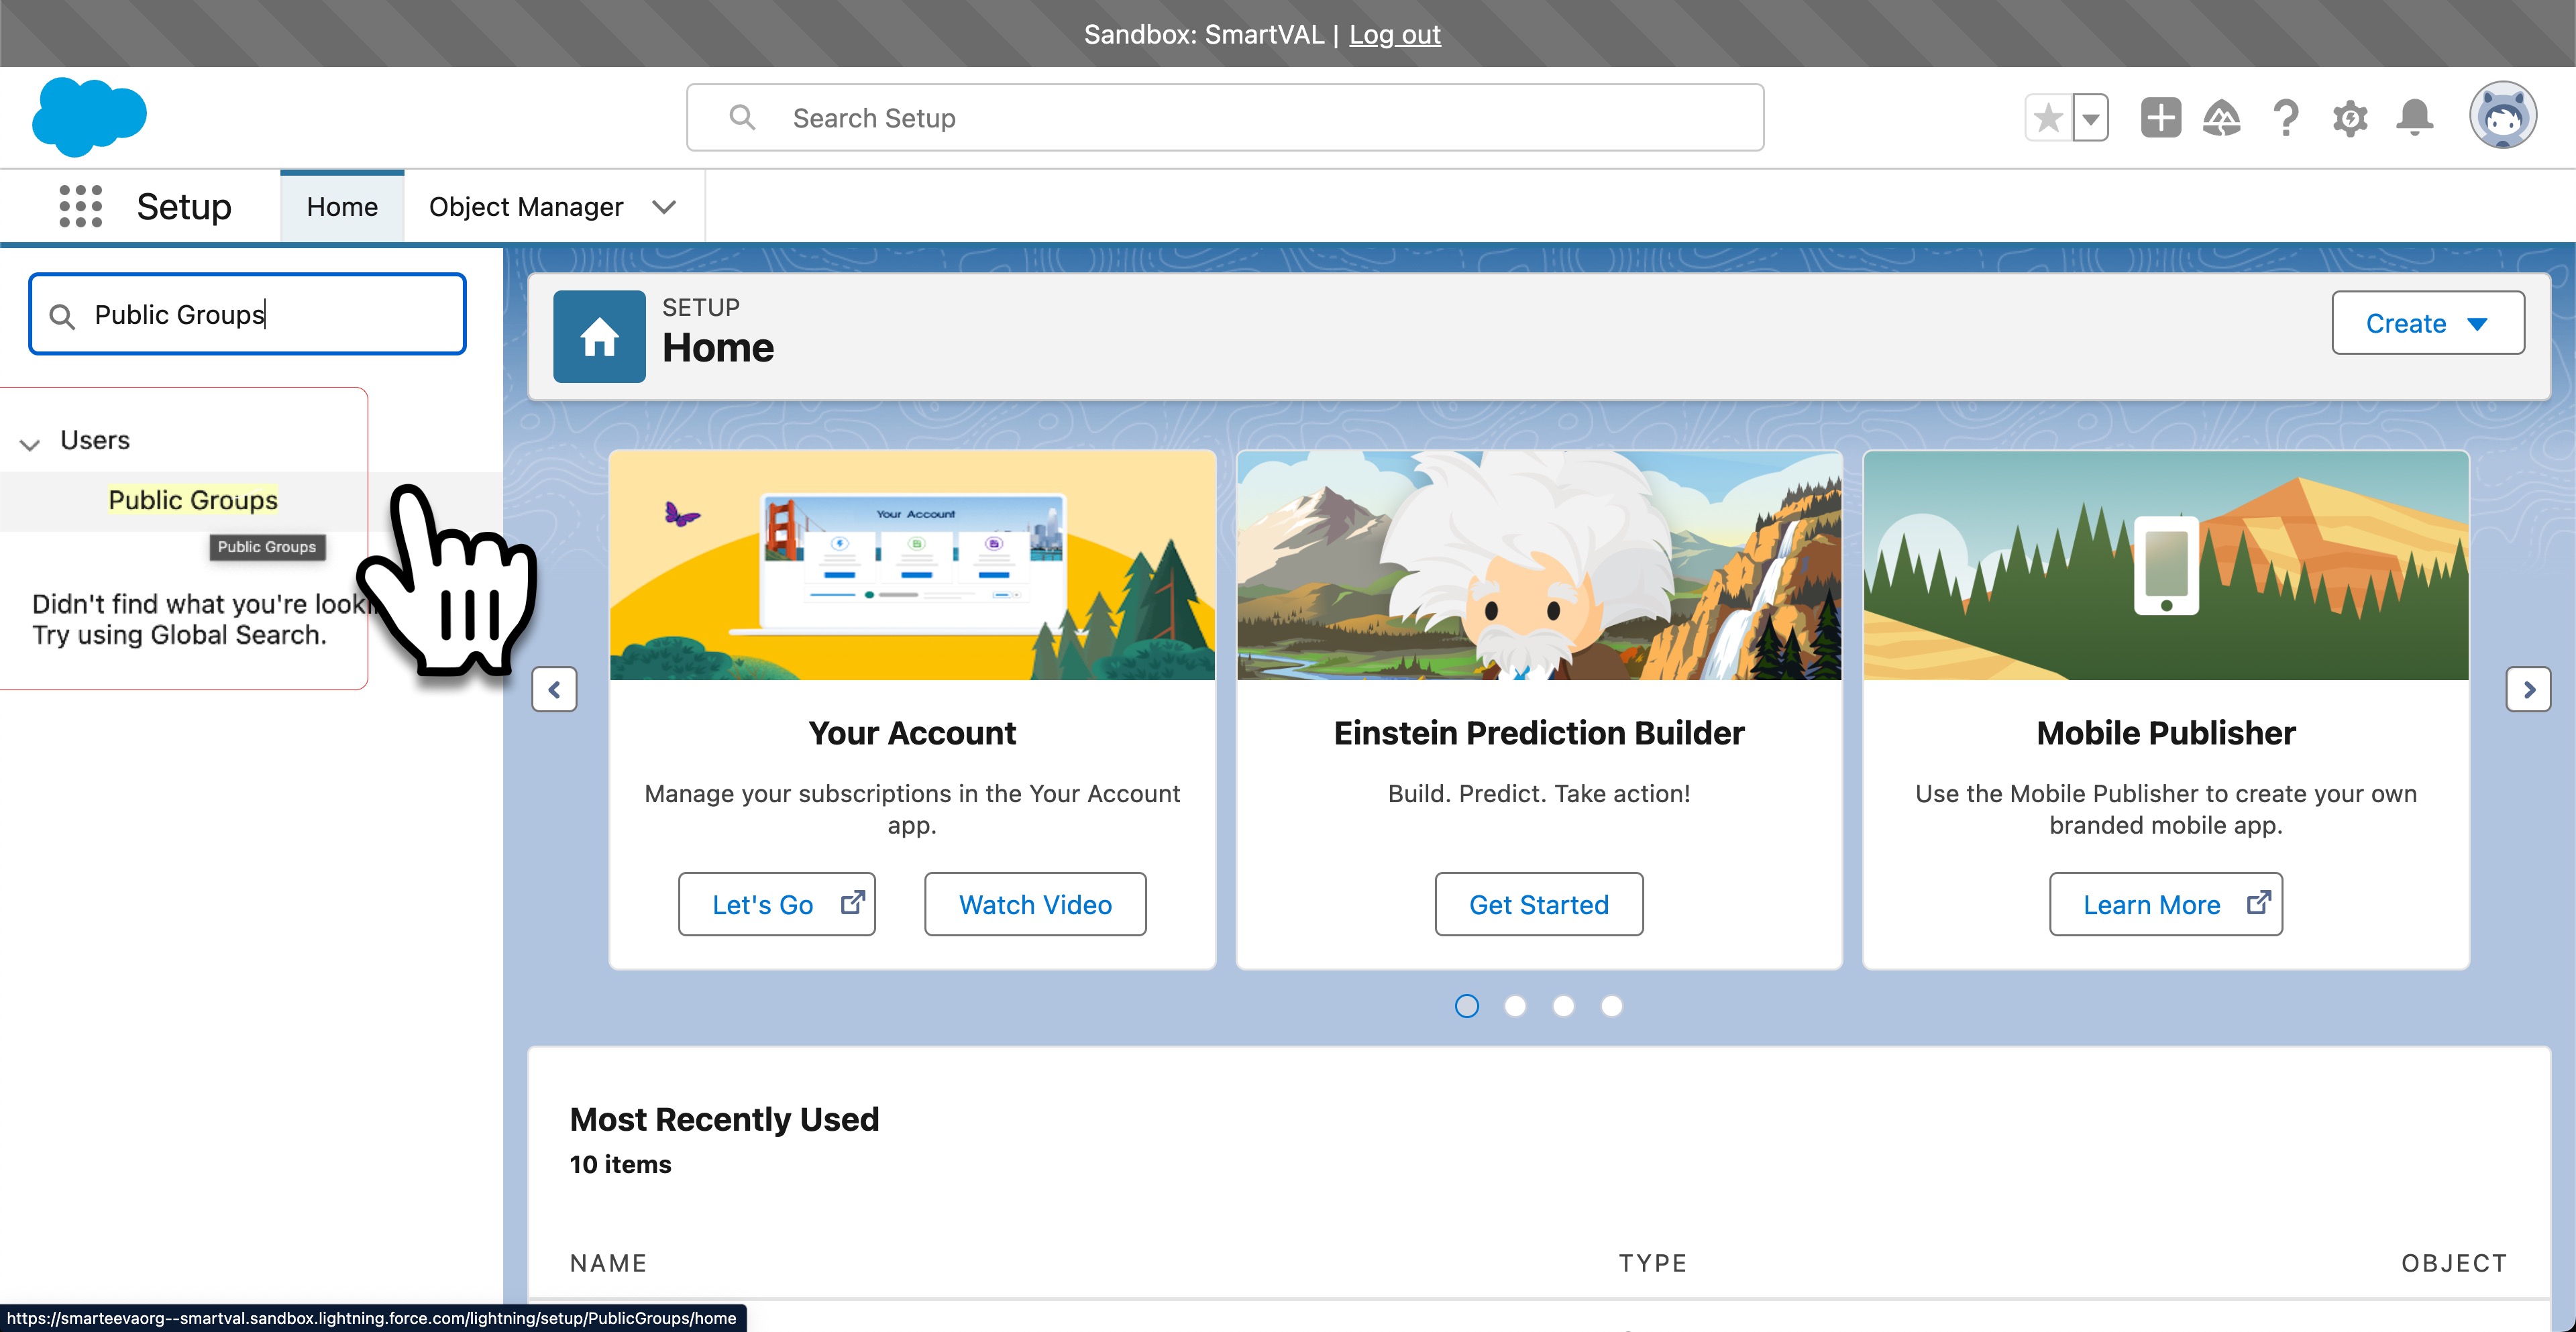 Sandbox: SmartVAL | Log out
Search Setup
Setup
Home
Object Manager
Public Groups
Users
Public Groups
Public Groups
Didn't find what you're
Try using Global Search.
SETUP
Home
Create
Your Account
Your Account
Manage your subscriptions in the Your Account
app.
Let's Go
Watch Video
Einstein Prediction Builder
Build. Predict. Take action!
Get Started
Mobile Publisher
Use the Mobile Publisher to create your own
branded mobile app.
Learn More
Most Recently Used
10 items
NAME
TYPE
OBJECT
https://smarteevaorg--smartval.sandbox.lightning.force.com/lightning/setup/PublicGroups/home